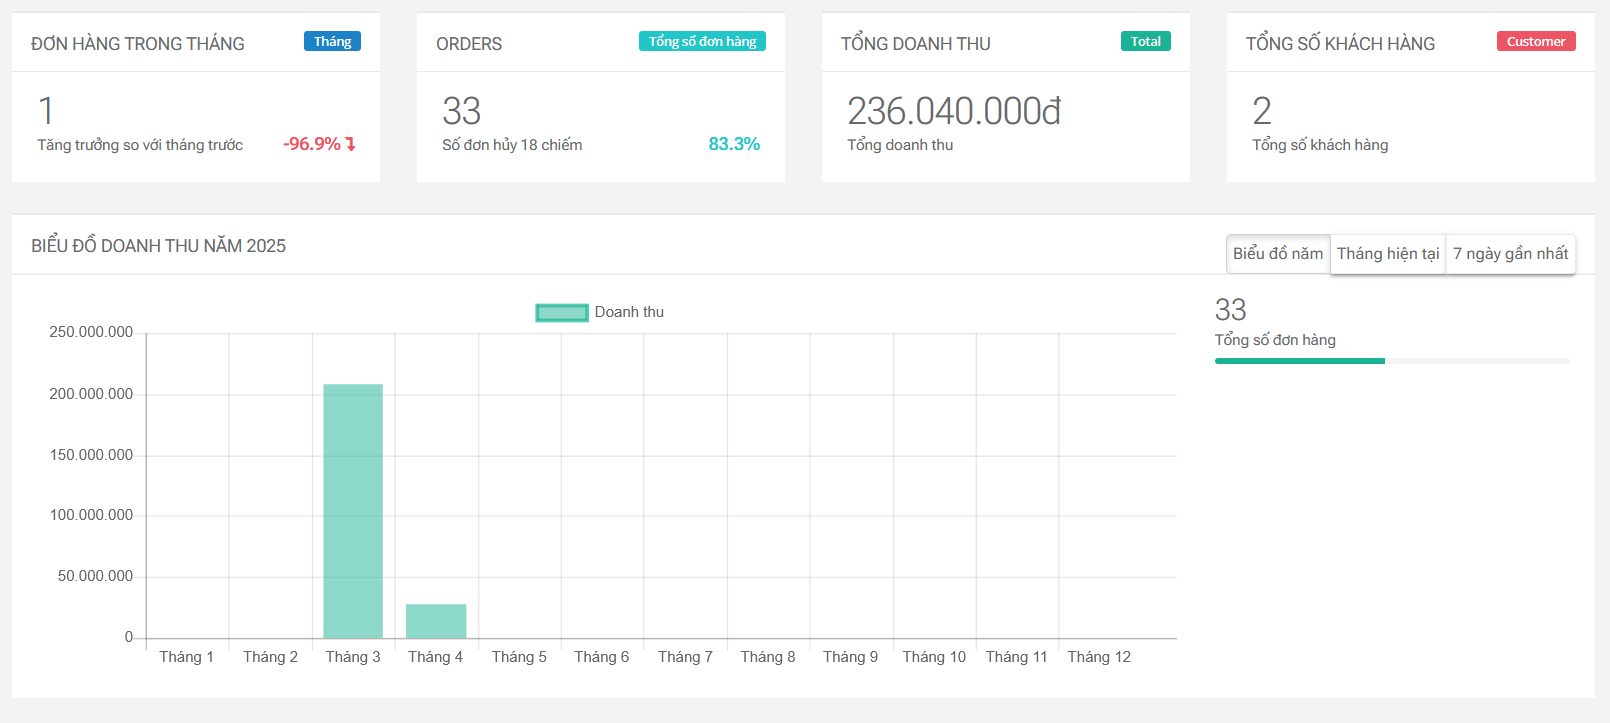 ĐƠN HÀNG TRONG THÁNG
Tháng
1
Tăng trưởng so với tháng trước
-96.9%
ORDERS
Tổng số đơn hàng
33
Số đơn hủy 18 chiếm
83.3%
TỔNG DOANH THU
Total
236.040.000đ
Tổng doanh thu
TỔNG SỐ KHÁCH HÀNG
Customer
2
Tổng số khách hàng
BIỂU ĐỒ DOANH THU NĂM 2025
Biểu đồ năm
Tháng hiện tại
7 ngày gần nhất
Doanh thu
250.000.000
200.000.000
150.000.000
100.000.000
50.000.000
0
Tháng 1
Tháng 2
Tháng 3
Tháng 4
Tháng 5
Tháng 6
Tháng 7
Tháng 8
Tháng 9
Tháng 10
Tháng 11
Tháng 12
33
Tổng số đơn hàng